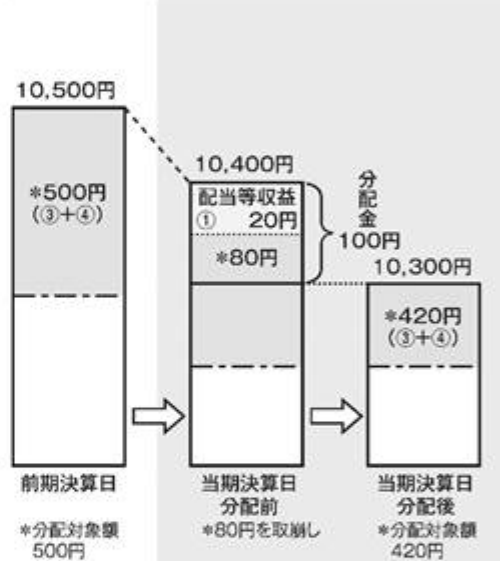 10,500円
*500円
(③+④)
前期決算日
*分配対象額
500円
10,400円
配当等収益
① 20円
*80円
分配金
100円
当期決算日
分配前
*80円を取崩し
10,300円
*420円
(③+④)
当期決算日
分配後
*分配対象額
420円